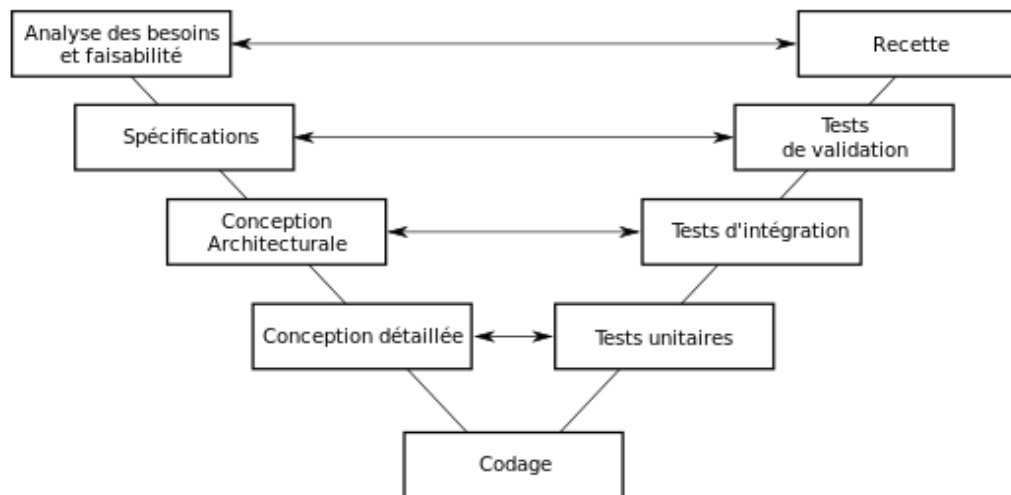 Analyse des besoins
et faisabilité
Recette
Spécifications
Tests
de validation
Conception
Architecturale
Tests d'intégration
Conception détaillée
Tests unitaires
Codage